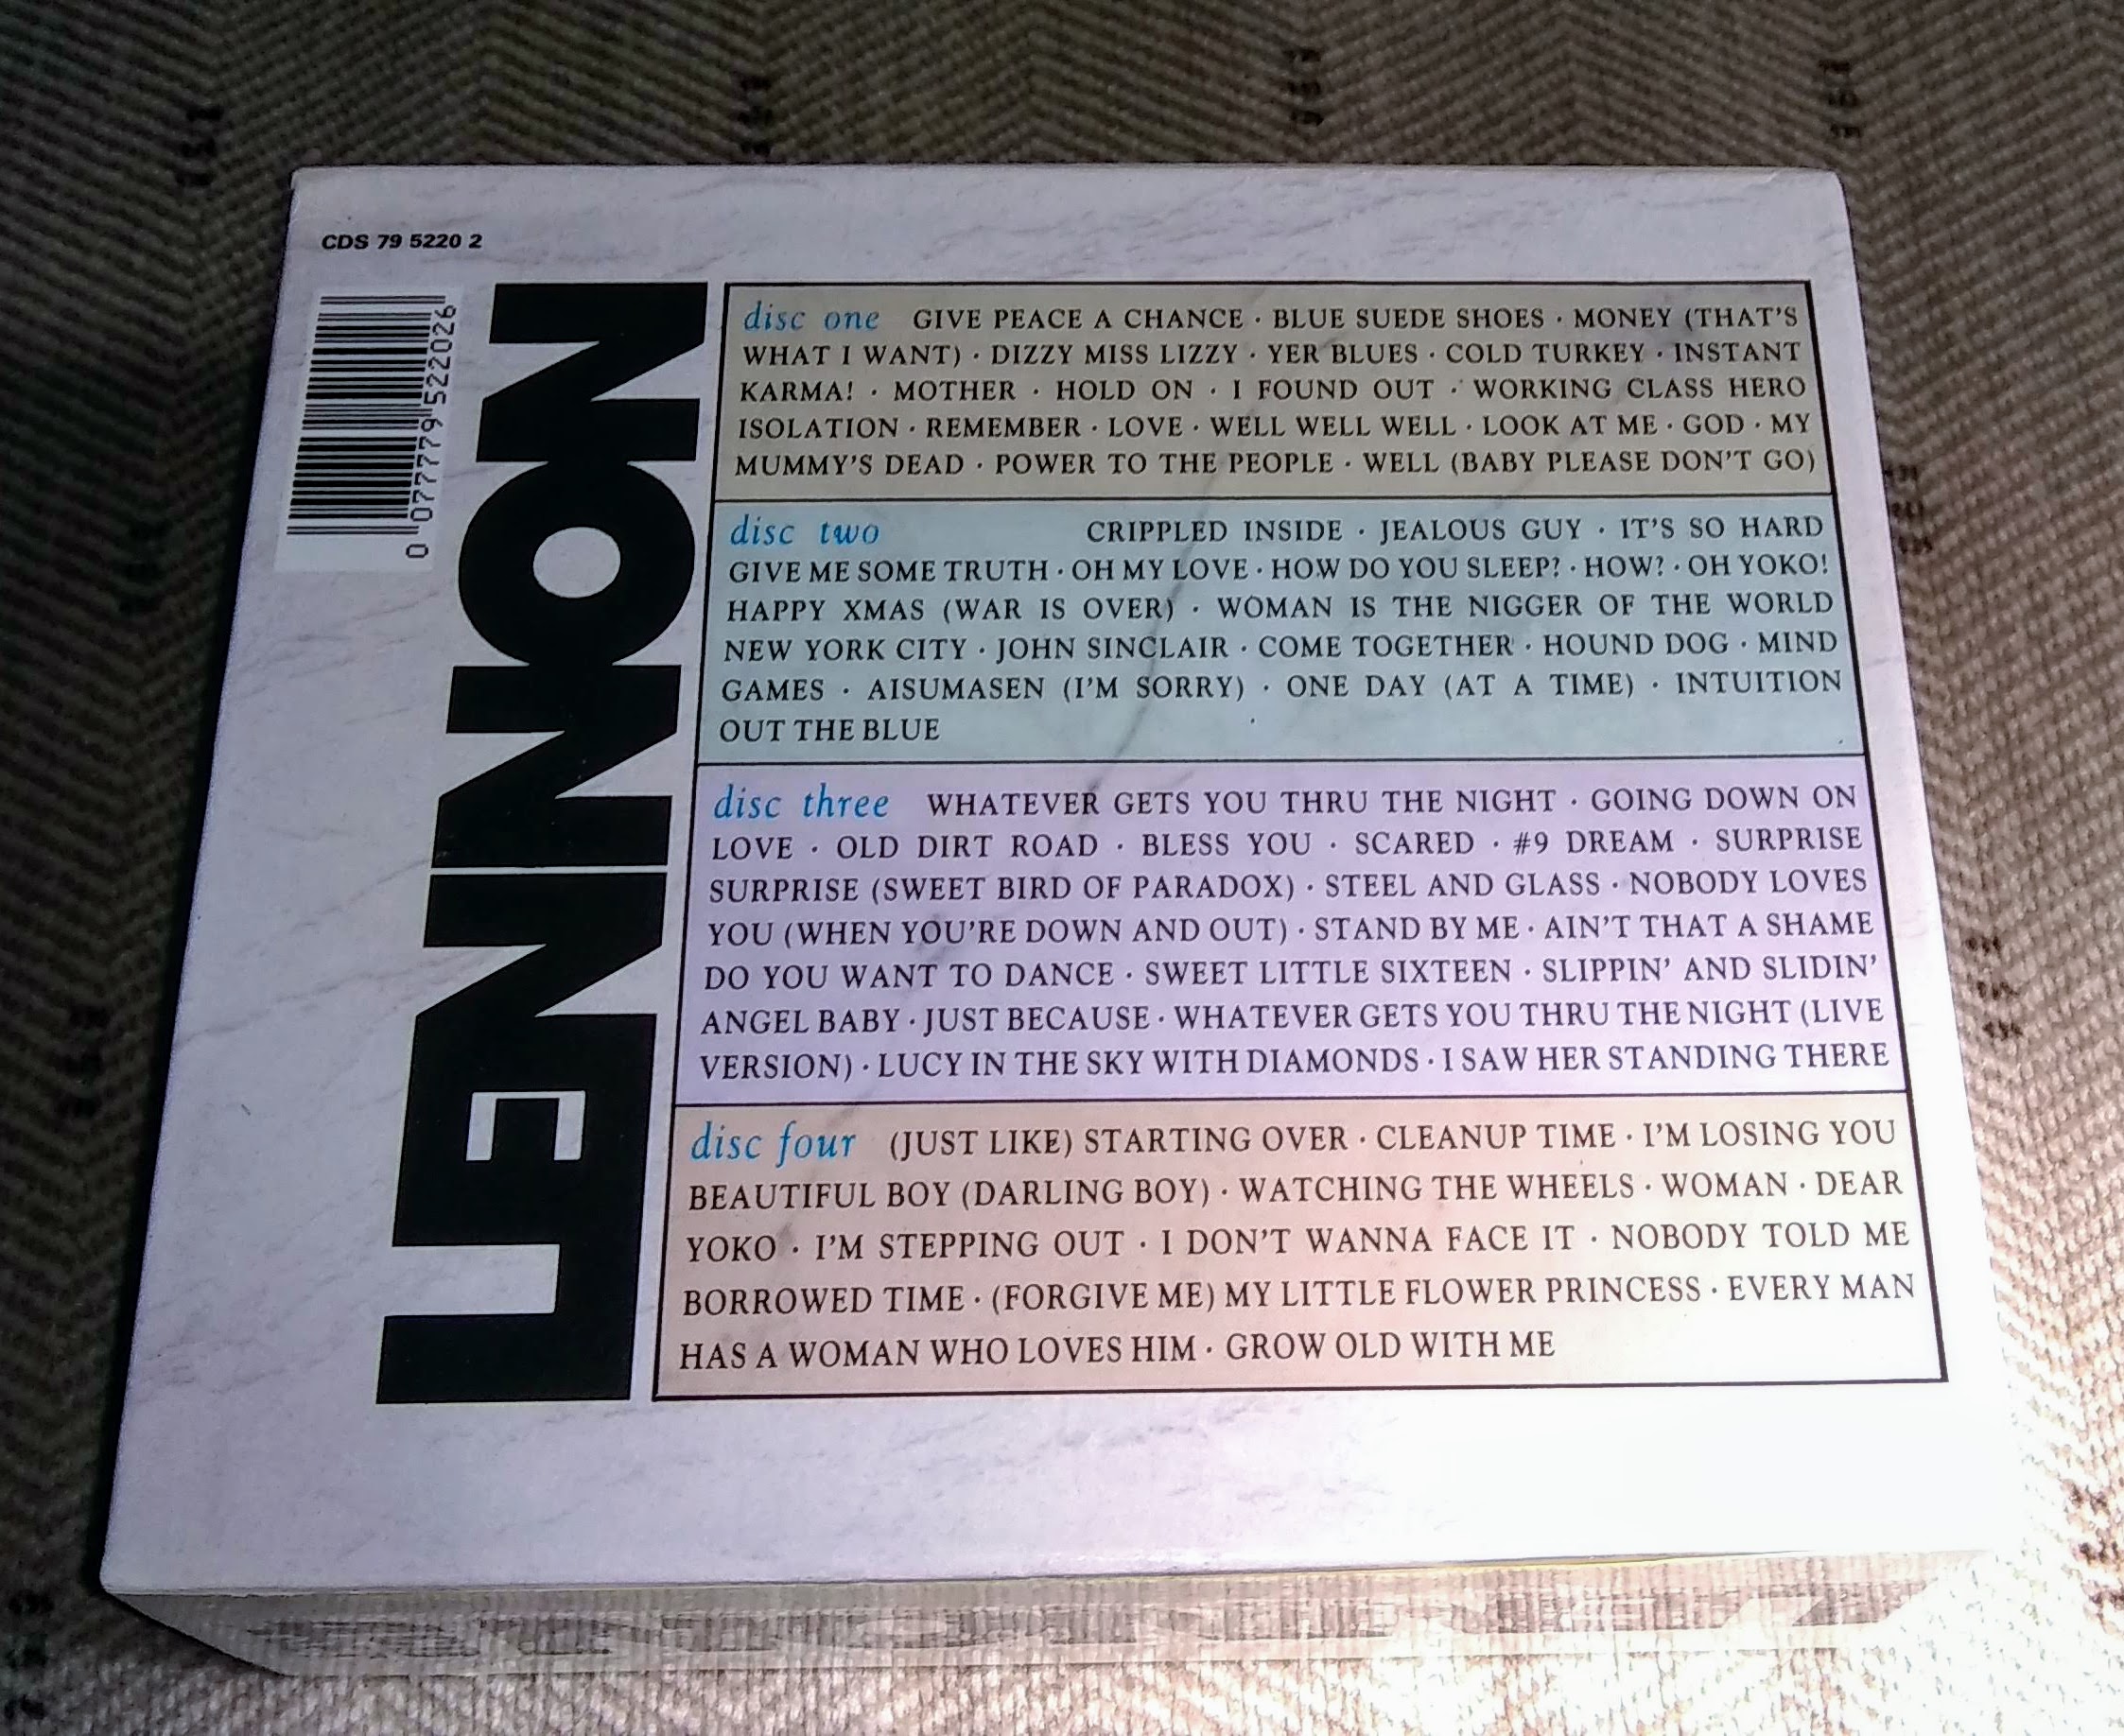 CDS 79 5220 2
0 077779 522026
LENNON
disc one GIVE PEACE A CHANCE · BLUE SUEDE SHOES · MONEY (THAT'S
WHAT I WANT) · DIZZY MISS LIZZY · YER BLUES · COLD TURKEY · INSTANT
KARMA! · MOTHER · HOLD ON · I FOUND OUT · WORKING CLASS HERO
ISOLATION · REMEMBER · LOVE · WELL WELL WELL · LOOK AT ME · GOD · MY
MUMMY'S DEAD · POWER TO THE PEOPLE · WELL (BABY PLEASE DON'T GO)
disc two CRIPPLED INSIDE · JEALOUS GUY · IT'S SO HARD
GIVE ME SOME TRUTH · OH MY LOVE · HOW DO YOU SLEEP? · HOW? · OH YOKO!
HAPPY XMAS (WAR IS OVER) · WOMAN IS THE NIGGER OF THE WORLD
NEW YORK CITY · JOHN SINCLAIR · COME TOGETHER · HOUND DOG · MIND
GAMES · AISUMASEN (I'M SORRY) · ONE DAY (AT A TIME) · INTUITION
OUT THE BLUE
disc three WHATEVER GETS YOU THRU THE NIGHT · GOING DOWN ON
LOVE · OLD DIRT ROAD · BLESS YOU · SCARED · #9 DREAM · SURPRISE
SURPRISE (SWEET BIRD OF PARADOX) · STEEL AND GLASS · NOBODY LOVES
YOU (WHEN YOU'RE DOWN AND OUT) · STAND BY ME · AIN'T THAT A SHAME
DO YOU WANT TO DANCE · SWEET LITTLE SIXTEEN · SLIPPIN' AND SLIDIN'
ANGEL BABY · JUST BECAUSE · WHATEVER GETS YOU THRU THE NIGHT (LIVE
VERSION) · LUCY IN THE SKY WITH DIAMONDS · I SAW HER STANDING THERE
disc four (JUST LIKE) STARTING OVER · CLEANUP TIME · I'M LOSING YOU
BEAUTIFUL BOY (DARLING BOY) · WATCHING THE WHEELS · WOMAN · DEAR
YOKO · I'M STEPPING OUT · I DON'T WANNA FACE IT · NOBODY TOLD ME
BORROWED TIME · (FORGIVE ME) MY LITTLE FLOWER PRINCESS · EVERY MAN
HAS A WOMAN WHO LOVES HIM · GROW OLD WITH ME